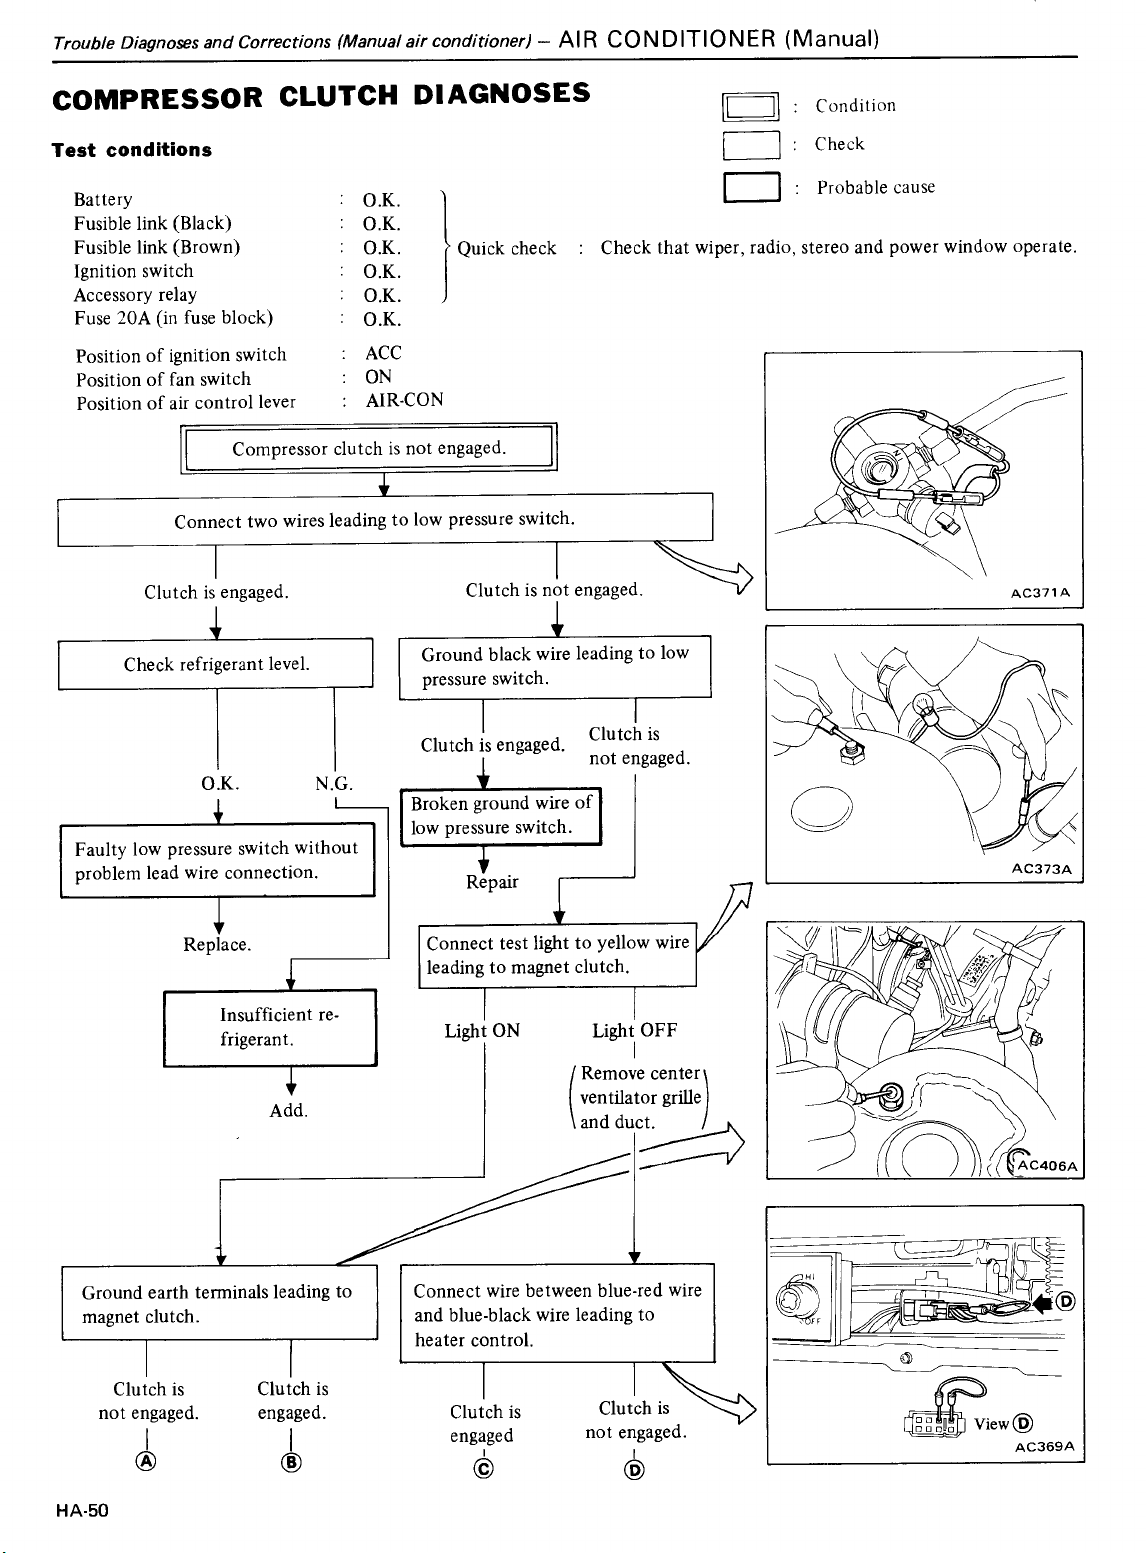 Trouble Diagnoses and Corrections (Manual air conditioner) – AIR CONDITIONER (Manual)
COMPRESSOR CLUTCH DIAGNOSES
: Condition
: Check
: Probable cause
Test conditions
Battery : O.K.
Fusible link (Black) : O.K.
Fusible link (Brown) : O.K.
Ignition switch : O.K.
Accessory relay : O.K.
Fuse 20A (in fuse block) : O.K.
Quick check : Check that wiper, radio, stereo and power window operate.
Position of ignition switch : ACC
Position of fan switch : ON
Position of air control lever : AIR-CON
Compressor clutch is not engaged.
Connect two wires leading to low pressure switch.
Clutch is engaged.
Clutch is not engaged.
AC371A
Check refrigerant level.
Ground black wire leading to low
pressure switch.
Clutch is engaged.
Clutch is
not engaged.
O.K.
N.G.
Broken ground wire of
low pressure switch.
Repair
Faulty low pressure switch without
problem lead wire connection.
Replace.
AC373A
Connect test light to yellow wire
leading to magnet clutch.
Insufficient re-
frigerant.
Add.
Light ON
Light OFF
(Remove center
ventilator grille
and duct.)
AC406A
Ground earth terminals leading to
magnet clutch.
Connect wire between blue-red wire
and blue-black wire leading to
heater control.
HI
OFF
D
Clutch is
not engaged.
Clutch is
engaged.
Clutch is
engaged
Clutch is
not engaged.
A
B
C
D
View D
AC369A
HA-50